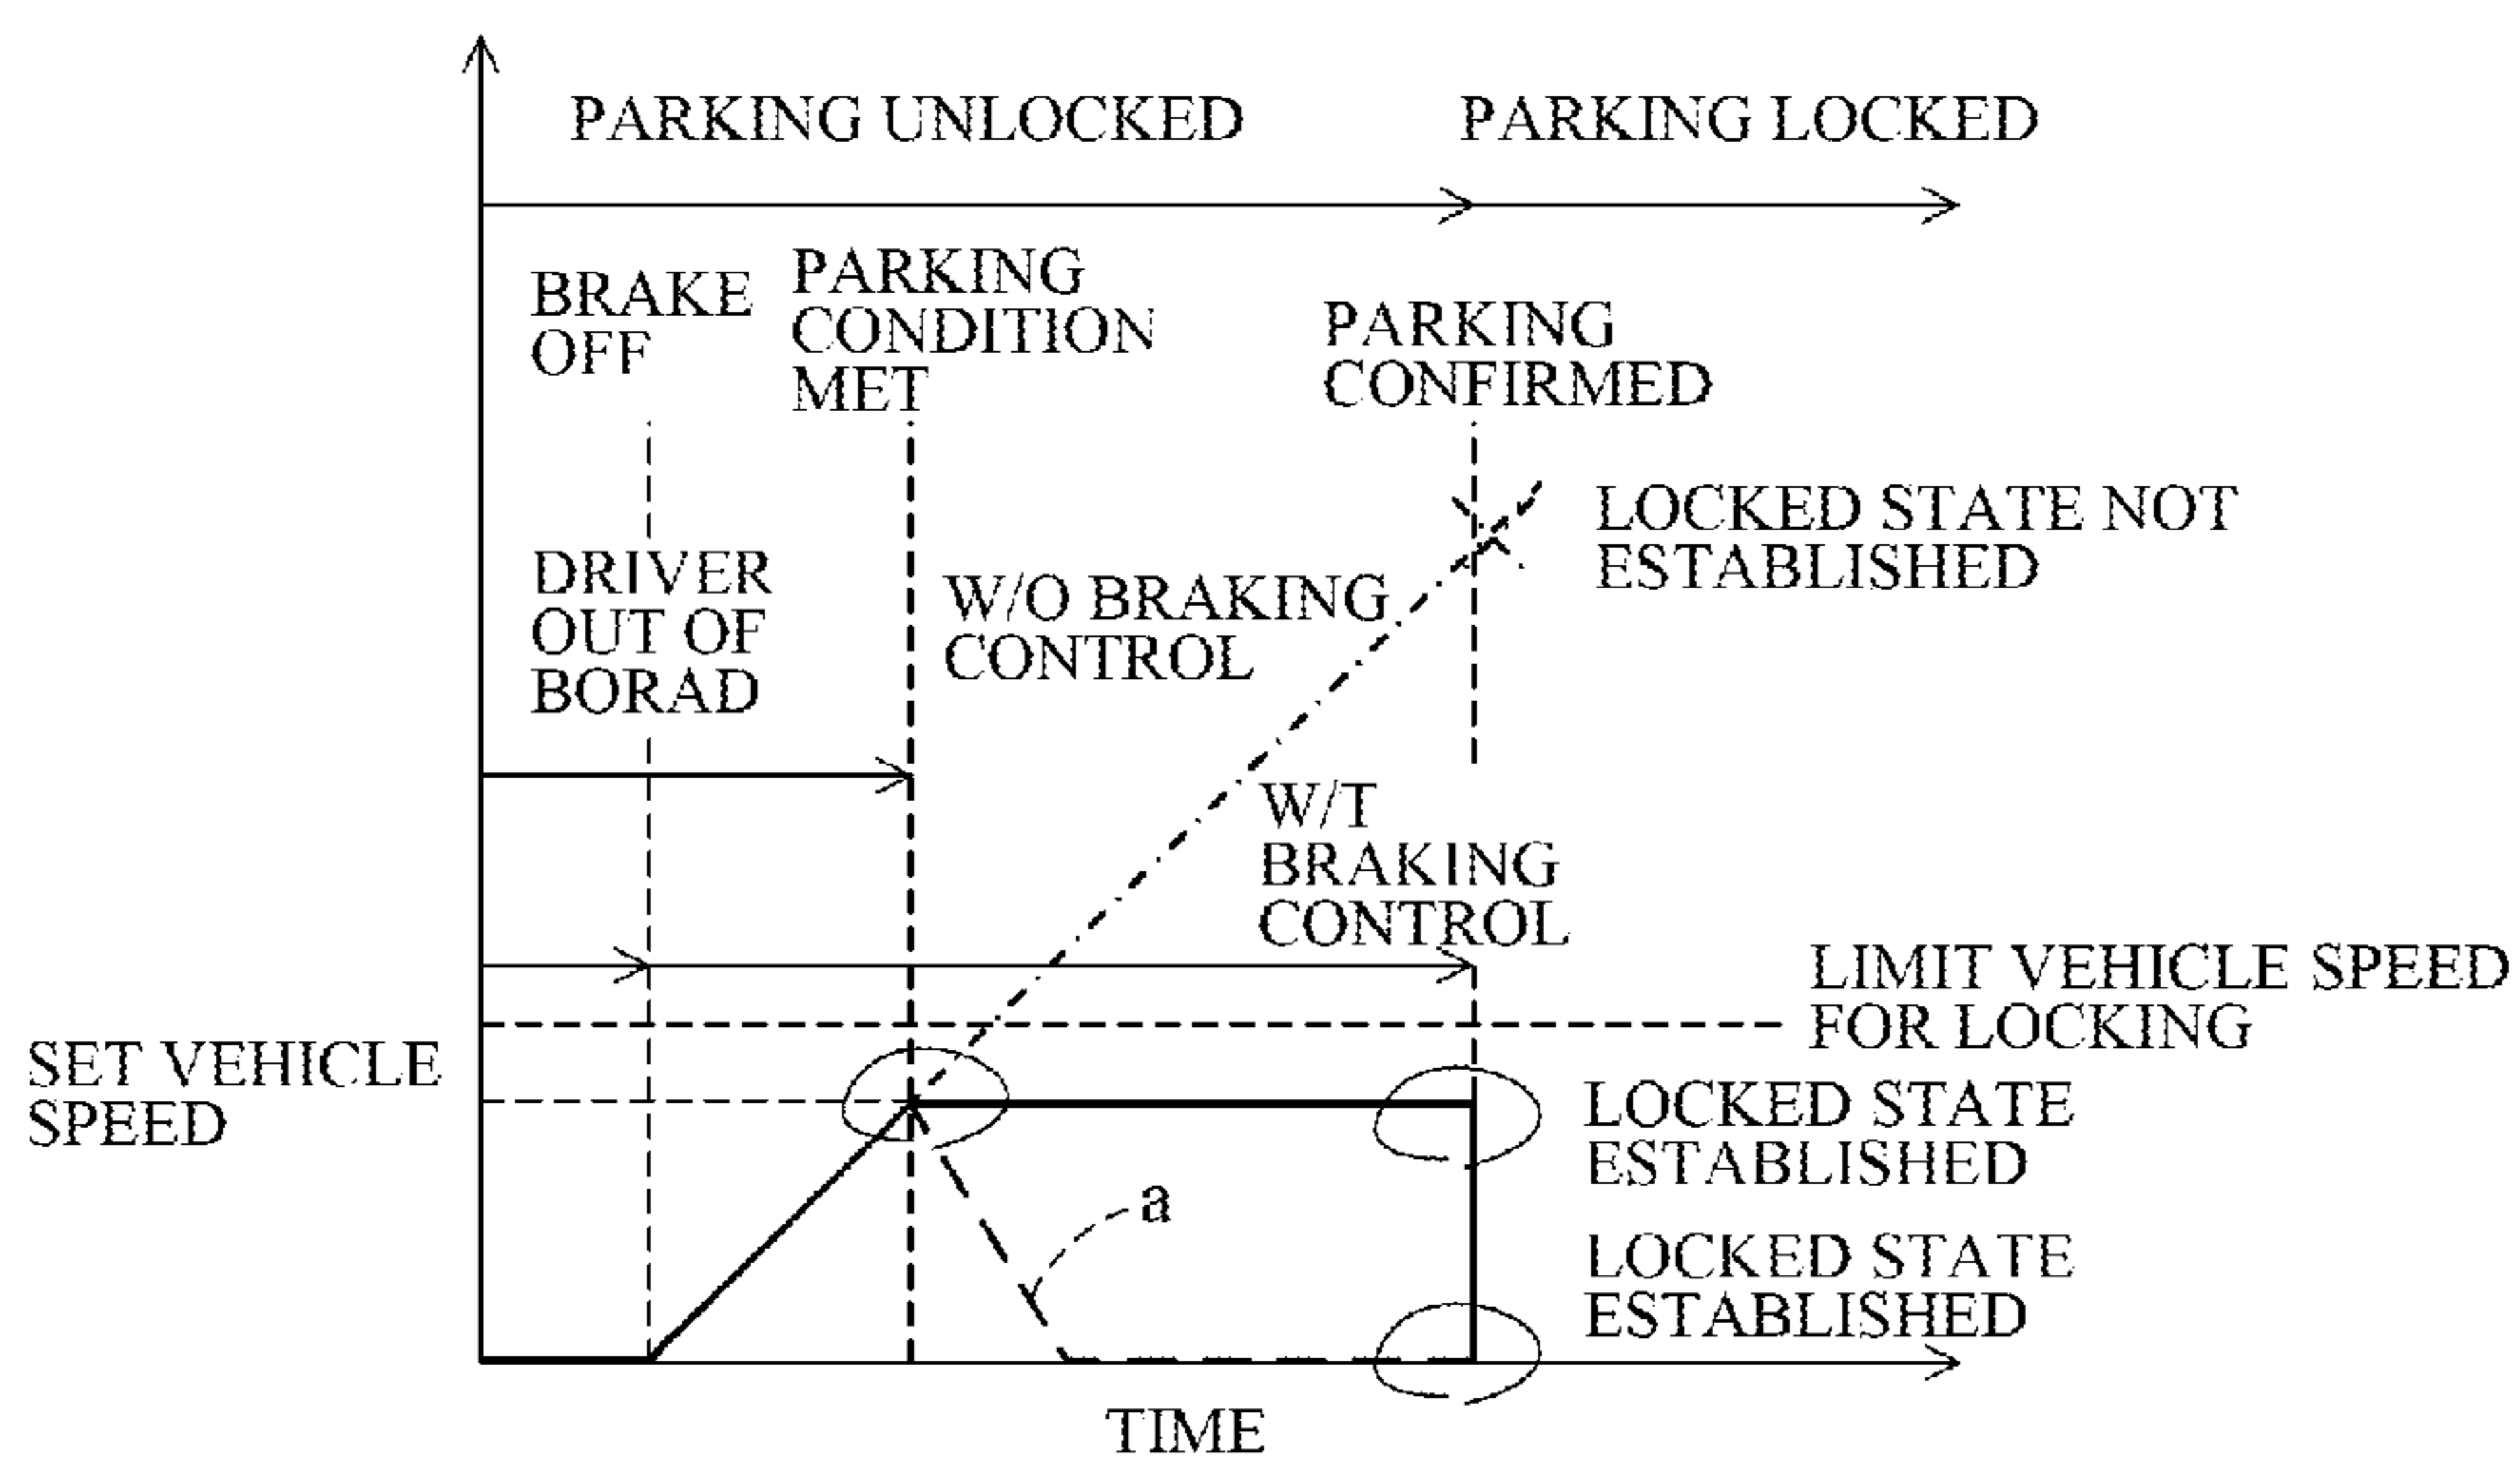 PARKING UNLOCKED
PARKING LOCKED
BRAKE
OFF
PARKING
CONDITION
MET
PARKING
CONFIRMED
LOCKED STATE NOT
ESTABLISHED
DRIVER
OUT OF
BORAD
W/O BRAKING
CONTROL
W/T
BRAKING
CONTROL
LIMIT VEHICLE SPEED
FOR LOCKING
SET VEHICLE
SPEED
LOCKED STATE
ESTABLISHED
a
LOCKED STATE
ESTABLISHED
TIME